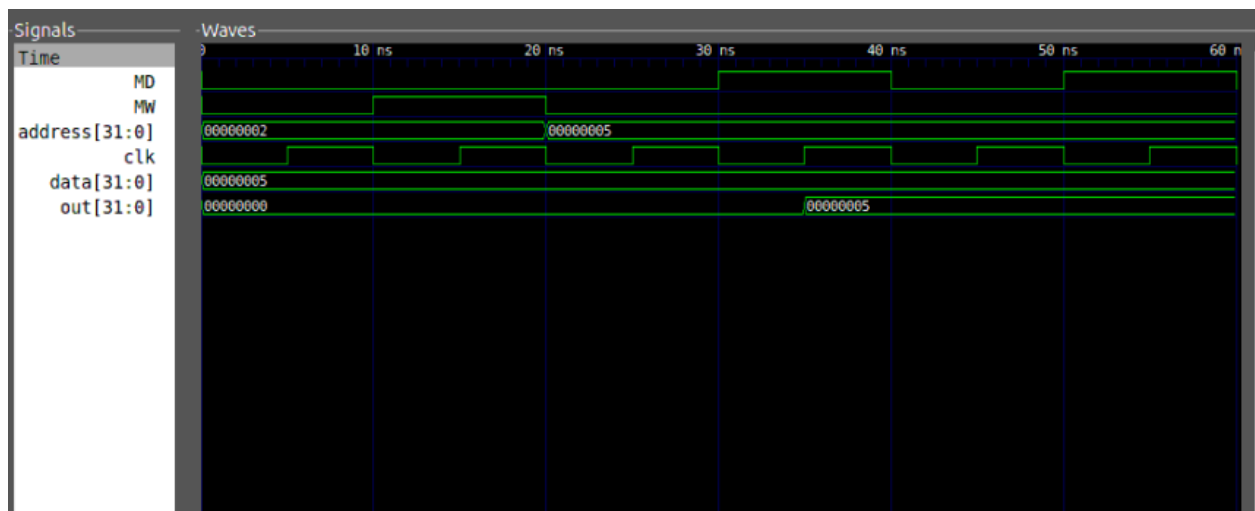 Signals Waves
Time 0 10 ns 20 ns 30 ns 40 ns 50 ns 60 n
MD
MW
address[31:0] 00000002 00000005
clk
data[31:0] 00000005
out[31:0] 00000000 00000005